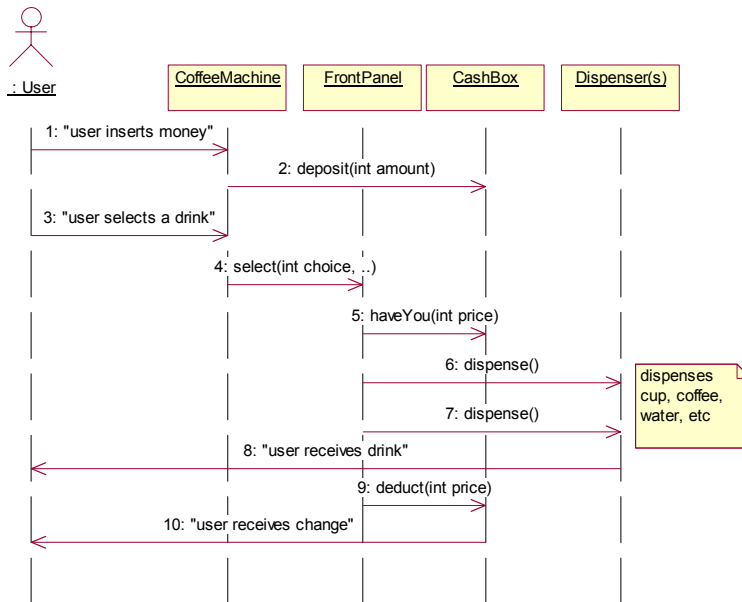 : User
CoffeeMachine
FrontPanel
CashBox
Dispenser(s)
1: "user inserts money"
2: deposit(int amount)
3: "user selects a drink"
4: select(int choice, ..)
5: haveYou(int price)
6: dispense()
dispenses
cup, coffee,
water, etc
7: dispense()
8: "user receives drink"
9: deduct(int price)
10: "user receives change"